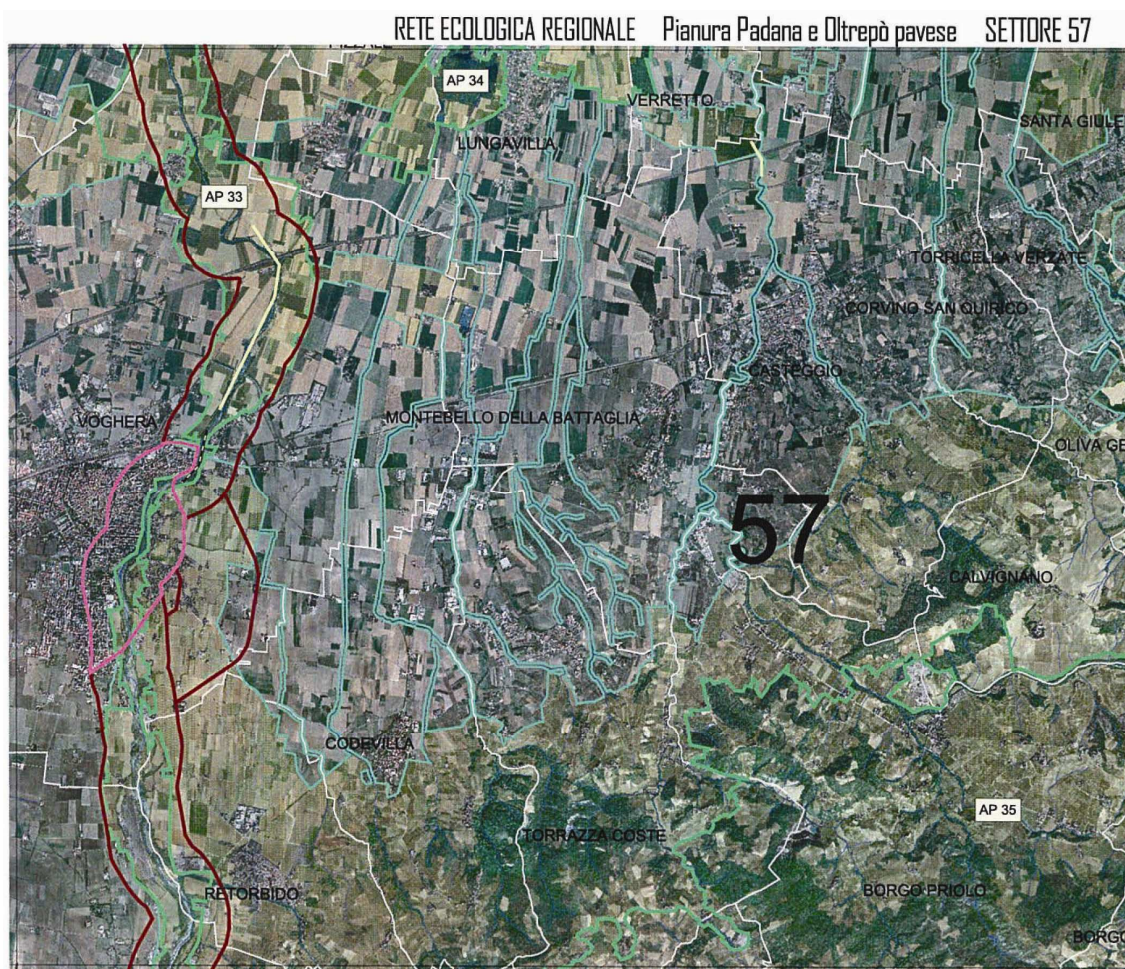 RETE ECOLOGICA REGIONALE Pianura Padana e Oltrepò pavese SETTORE 57
AP 34
VERRETTO
SANTA GIULE
LUNGAVILLA
AP 33
TORRICELLA VERZATE
CORVINO SAN QUIRICO
CASTEGGIO
VOGHERA
MONTEBELLO DELLA BATTAGLIA
OLIVA GE
57
CALVIGNANO
CODEVILLA
AP 35
TORRAZZA COSTE
RETORBIDO
BORGO PRIOLO
BORGO